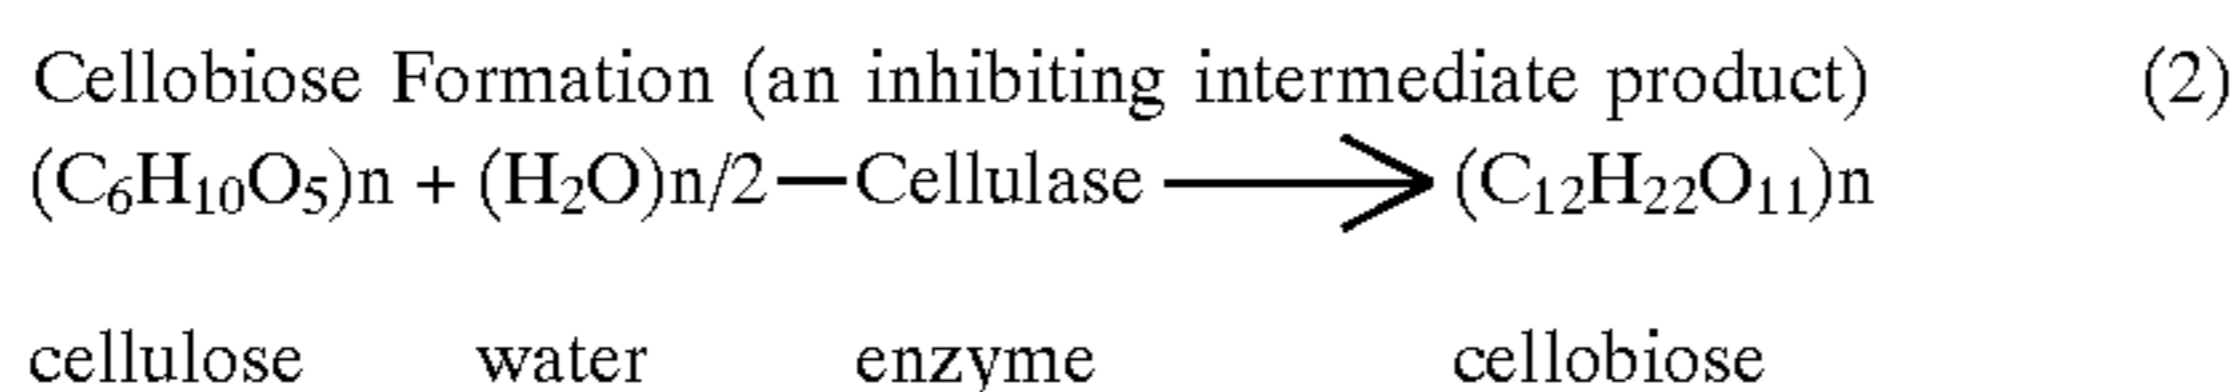 Cellobiose Formation (an inhibiting intermediate product) (2)
(C₆H₁₀O₅)n + (H₂O)n/2—Cellulase ⟶ (C₁₂H₂₂O₁₁)n
cellulose water enzyme cellobiose